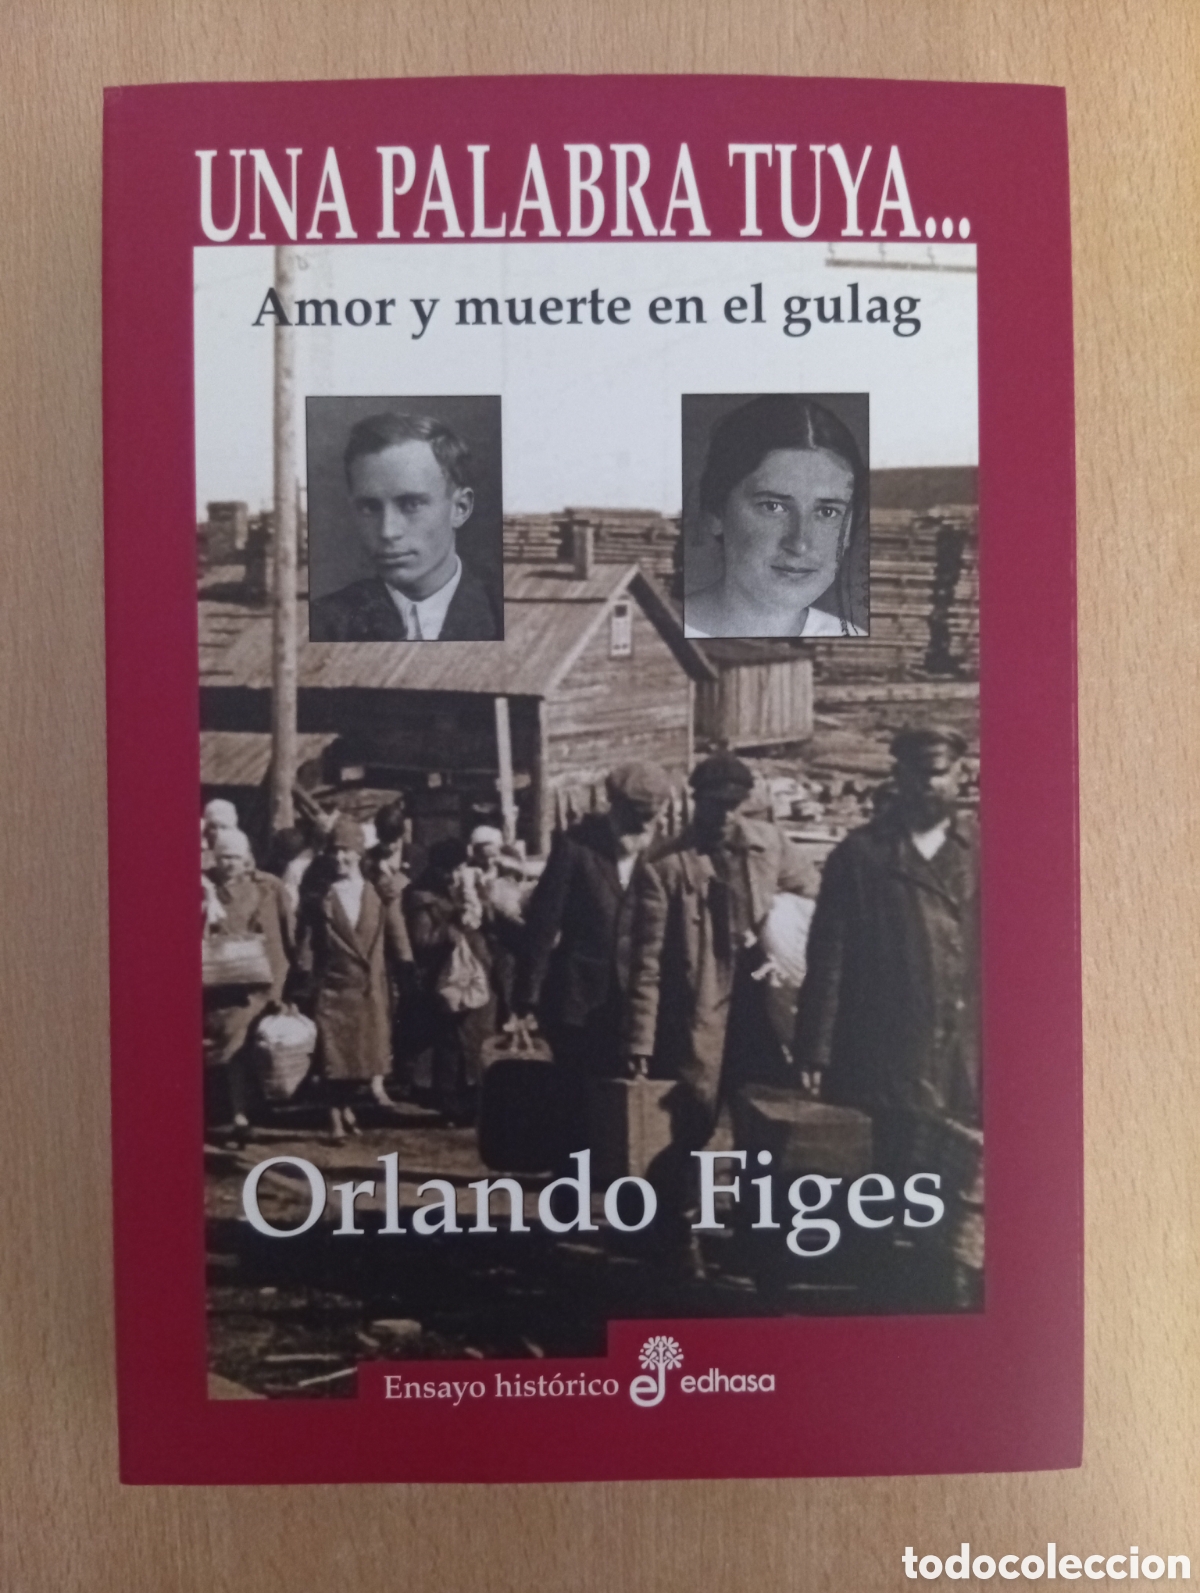 UNA PALABRA TUYA...
Amor y muerte en el gulag
Orlando Figes
Ensayo histórico
edhasa
todocoleccion